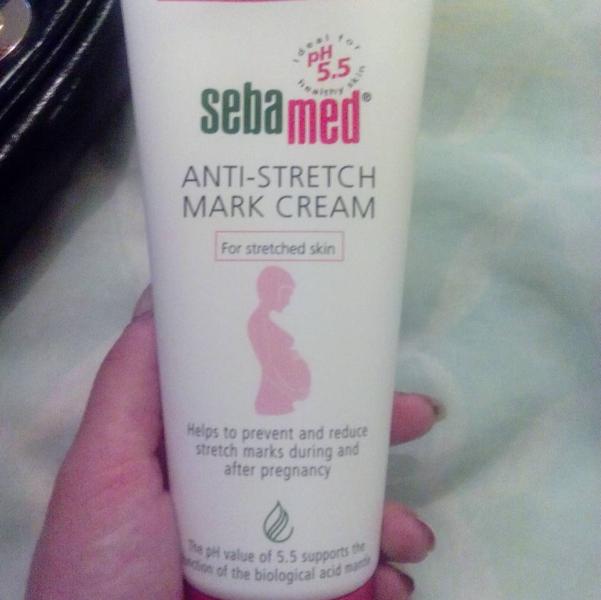 Ideal for
pH
5.5
healthy skin
sebamed®
ANTI-STRETCH
MARK CREAM
For stretched skin
Helps to prevent and reduce
stretch marks during and
after pregnancy
The pH value of 5.5 supports the
of the biological acid